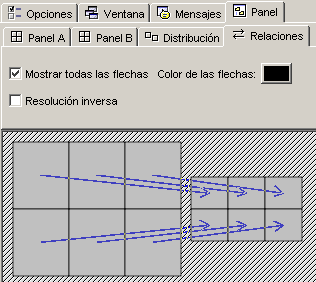 Opciones Ventana Mensajes Panel
Panel A Panel B Distribución Relaciones
Mostrar todas las flechas Color de las flechas:
Resolución inversa